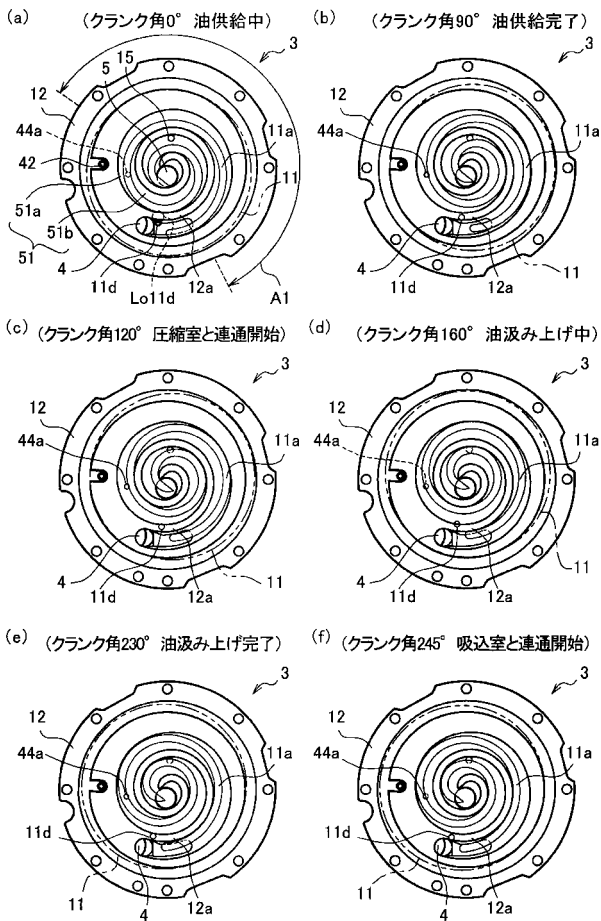 (a) (クランク角0° 油供給中)
3
5 15
12
44a
42
11a
51a
51b
51
11
4
11d
12a
Lo11d
A1
(b) (クランク角90° 油供給完了)
3
12
44a
11a
4
11d
12a
11
(c) (クランク角120° 圧縮室と連通開始)
3
12
44a
11a
4
11d
12a
11
(d) (クランク角160° 油汲み上げ中)
3
12
44a
11a
4
11d
12a
11
(e) (クランク角230° 油汲み上げ完了)
3
12
44a
11a
11d
11
4
12a
(f) (クランク角245° 吸込室と連通開始)
3
12
44a
11a
11d
11
4
12a